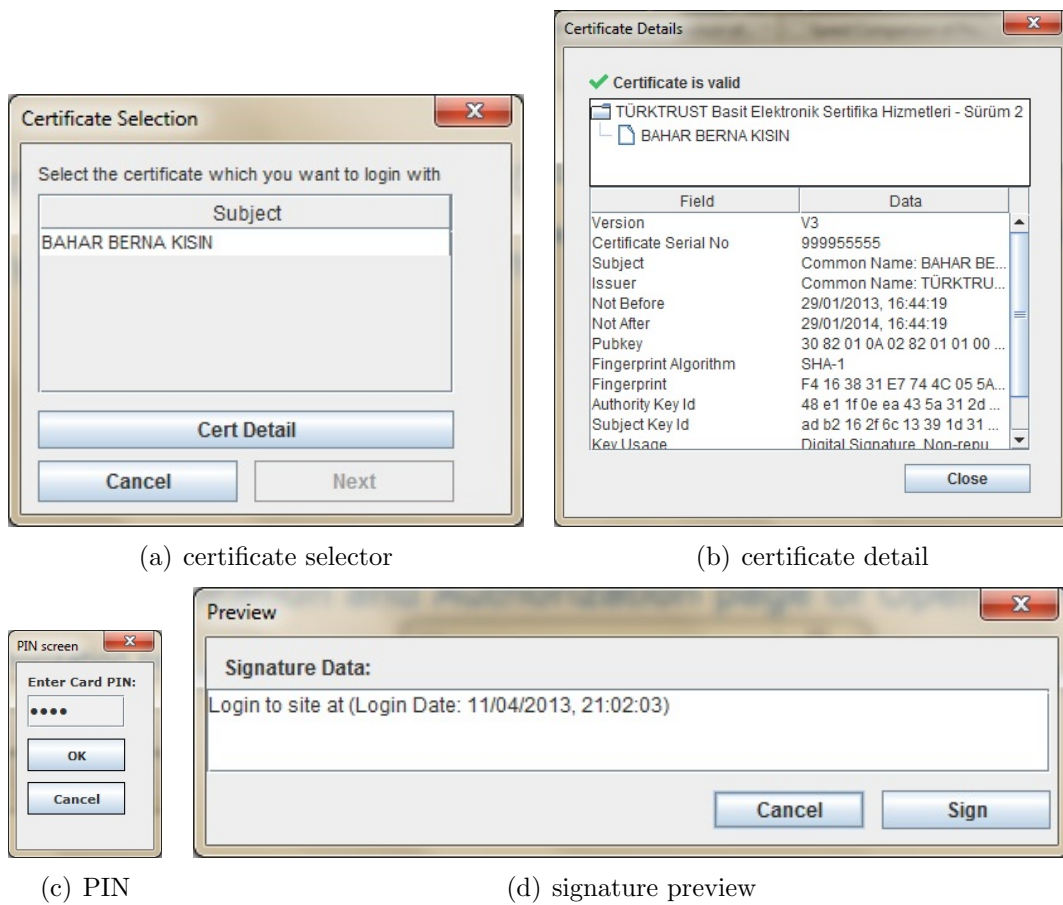 Certificate Selection
Select the certificate which you want to login with
Subject
BAHAR BERNA KISIN
Cert Detail
Cancel Next
(a) certificate selector
Certificate Details
Certificate is valid
TÜRKTRUST Basit Elektronik Sertifika Hizmetleri - Sürüm 2
BAHAR BERNA KISIN
Field Data
Version V3
Certificate Serial No 999955555
Subject Common Name: BAHAR BE...
Issuer Common Name: TÜRKTRU...
Not Before 29/01/2013, 16:44:19
Not After 29/01/2014, 16:44:19
Pubkey 30 82 01 0A 02 82 01 01 00 ...
Fingerprint Algorithm SHA-1
Fingerprint F4 16 38 31 E7 74 4C 05 5A...
Authority Key Id 48 e1 1f 0e ea 43 5a 31 2d ...
Subject Key Id ad b2 16 2f 6c 13 39 1d 31 ...
Key Usage Digital Signature, Non-repu...
Close
(b) certificate detail
PIN screen
Enter Card PIN:
OK
Cancel
(c) PIN
Preview
Signature Data:
Login to site at (Login Date: 11/04/2013, 21:02:03)
Cancel Sign
(d) signature preview